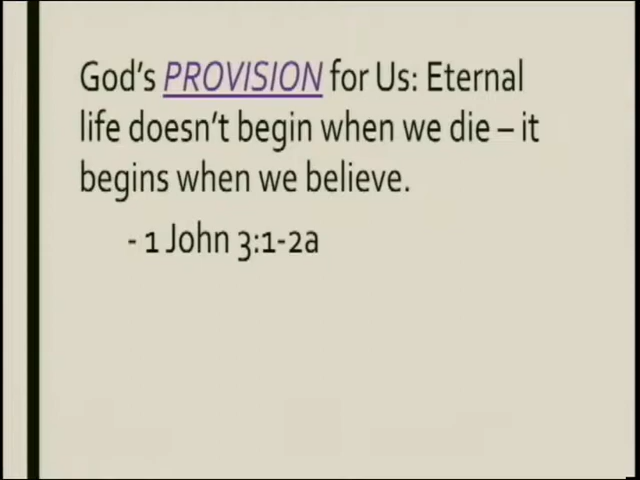 God's PROVISION for Us: Eternal
life doesn't begin when we die – it
begins when we believe.
- 1 John 3:1-2a